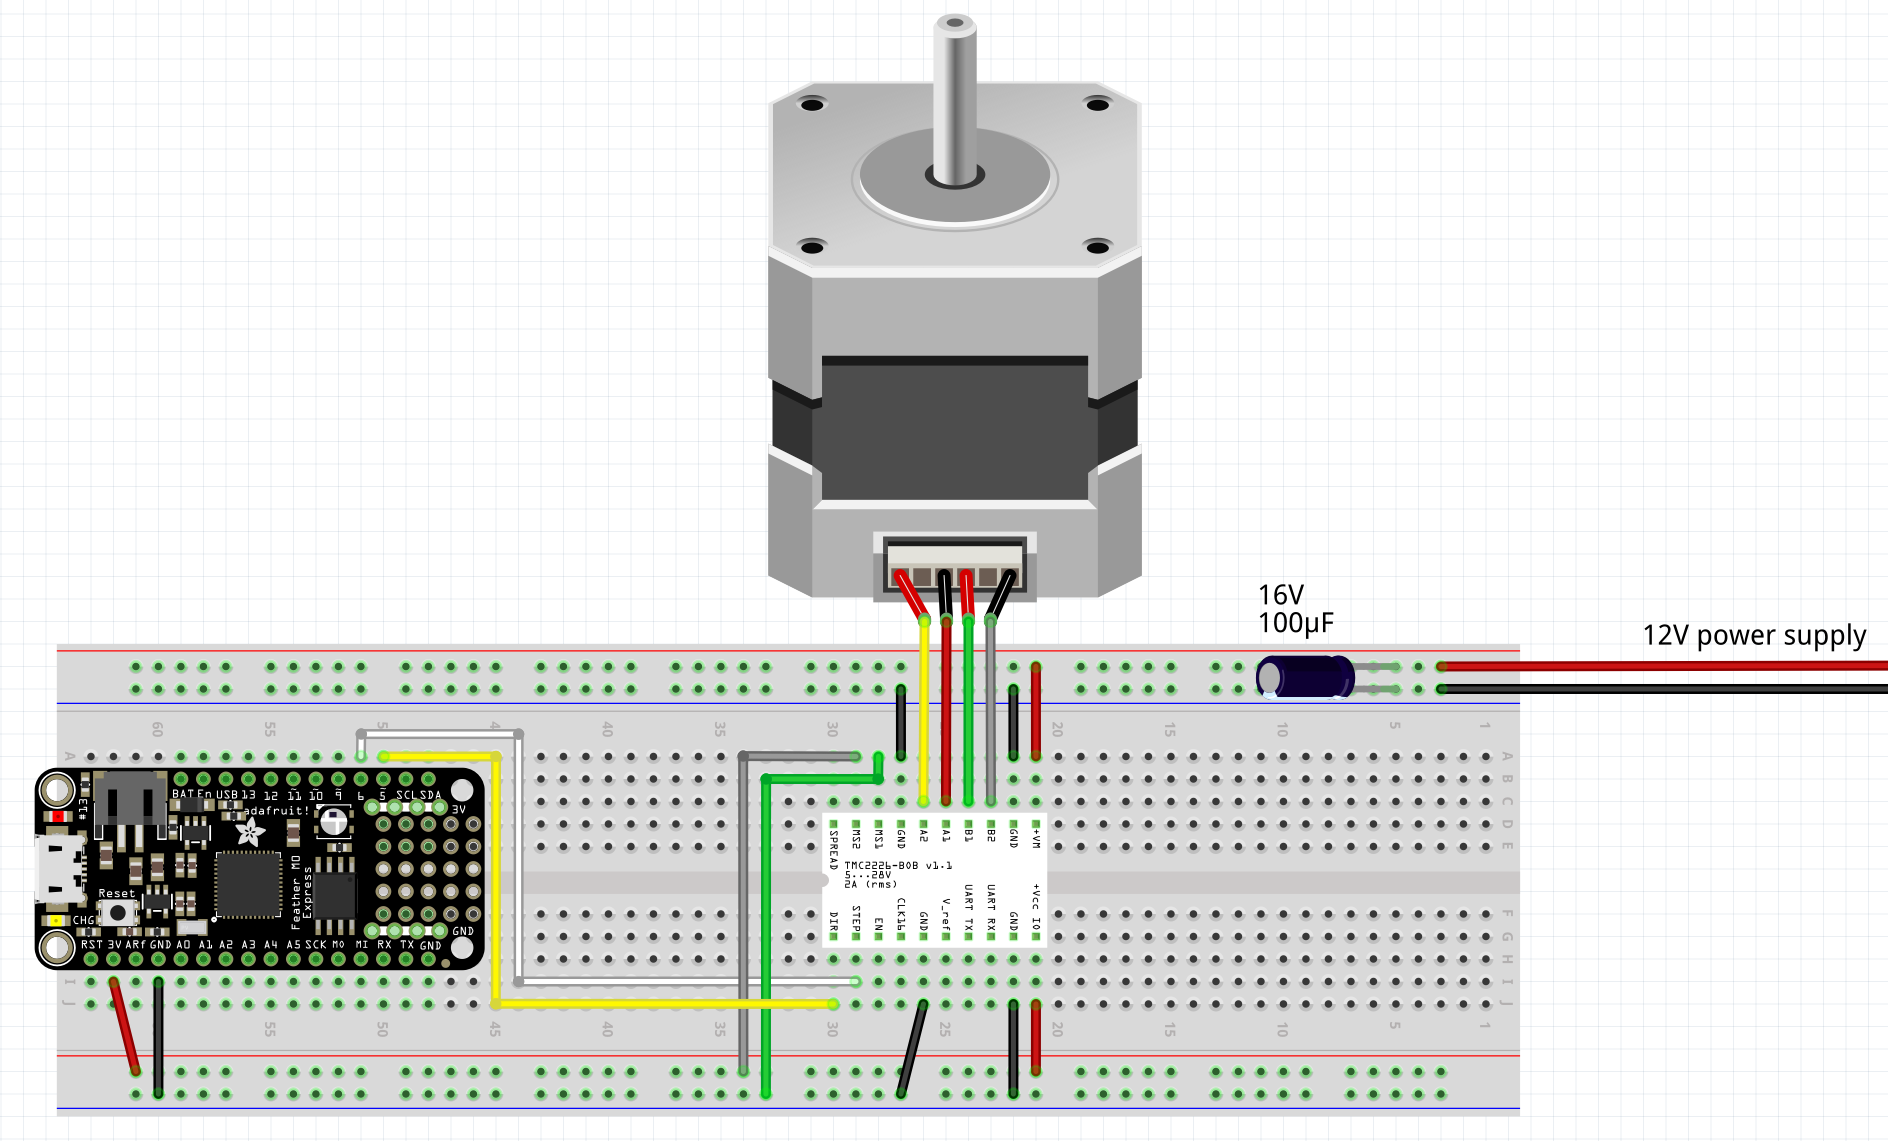 16V
100µF
12V power supply
60 55 50 45 40 35 30 25 20 15 10 5 1
A A
B
C
D
E
F
G
H
I I
J J
BAT En USB 13 12 11 10 9 6 5 SCL SDA
3V
#13
adafruit!
Feather M0
Express
Reset
CHG
GND
RST 3V ARf GND A0 A1 A2 A3 A4 A5 SCK MO MI RX TX GND
SPREAD MS2 MS1 GND A2 A1 B1 B2 GND +VM
TMC2226-BOB v1.1
5...28V
2A (rms)
DIR STEP EN CLK16 GND V_ref UART TX UART RX GND +Vcc IO
55 50 45 40 35 30 25 20 15 10 5 1